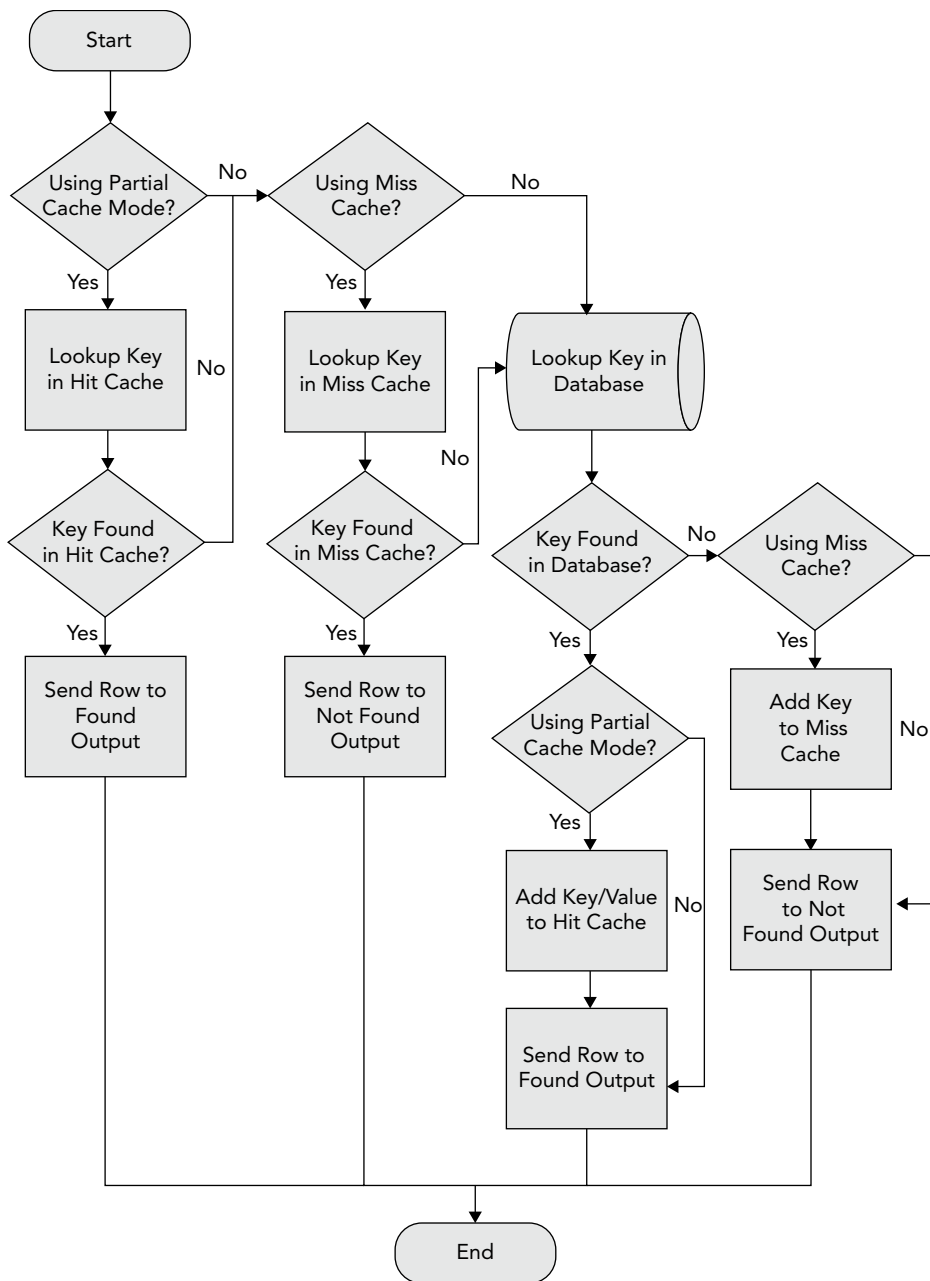 Start
Using Partial
Cache Mode?
No
Yes
Lookup Key
in Hit Cache
No
Key Found
in Hit Cache?
Yes
Send Row to
Found
Output
Using Miss
Cache?
No
Yes
Lookup Key
in Miss Cache
No
Key Found
in Miss Cache?
Yes
Send Row to
Not Found
Output
Lookup Key in
Database
Key Found
in Database?
No
Yes
Using Partial
Cache Mode?
Yes
Add Key/Value
to Hit Cache
No
Send Row to
Found Output
Using Miss
Cache?
Yes
Add Key
to Miss
Cache
No
Send Row
to Not
Found Output
End